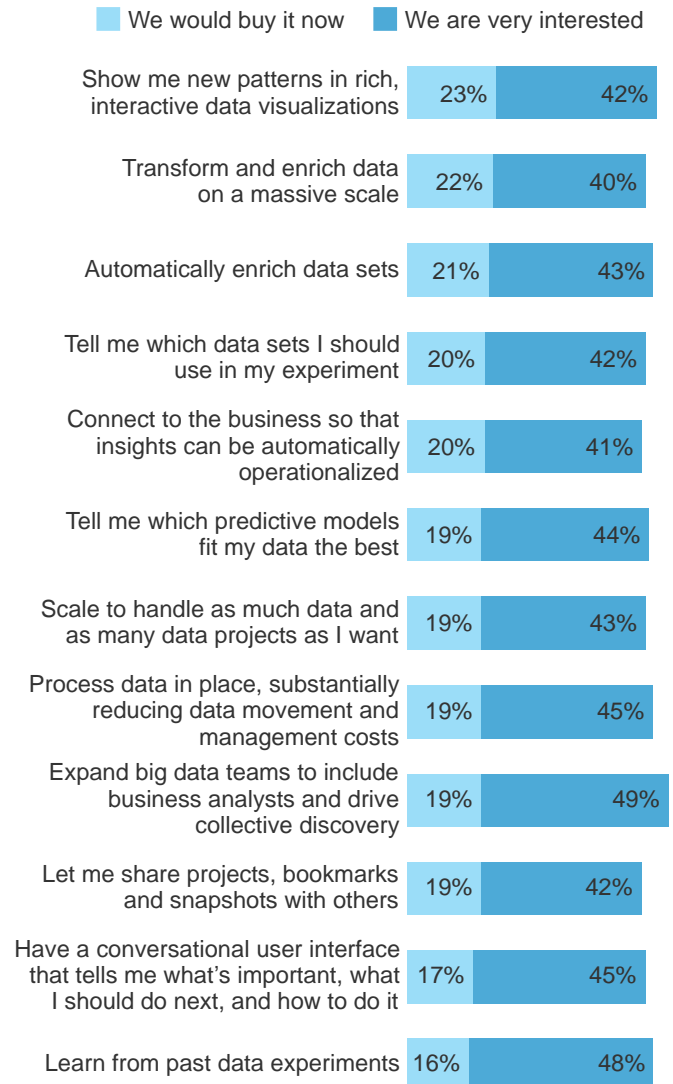 We would buy it now We are very interested
Show me new patterns in rich,
interactive data visualizations
23% 42%
Transform and enrich data
on a massive scale
22% 40%
Automatically enrich data sets
21% 43%
Tell me which data sets I should
use in my experiment
20% 42%
Connect to the business so that
insights can be automatically
operationalized
20% 41%
Tell me which predictive models
fit my data the best
19% 44%
Scale to handle as much data and
as many data projects as I want
19% 43%
Process data in place, substantially
reducing data movement and
management costs
19% 45%
Expand big data teams to include
business analysts and drive
collective discovery
19% 49%
Let me share projects, bookmarks
and snapshots with others
19% 42%
Have a conversational user interface
that tells me what’s important, what
I should do next, and how to do it
17% 45%
Learn from past data experiments
16% 48%